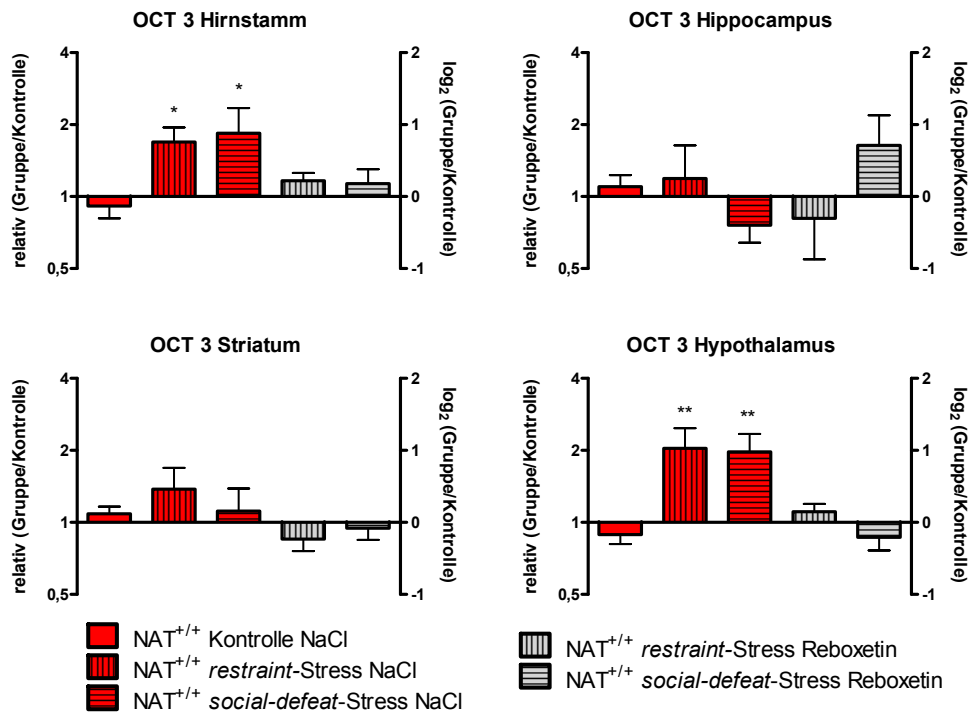 OCT 3 Hirnstamm
relativ (Gruppe/Kontrolle)
4
2
1
0,5
*
*
2
1
0
-1
log2 (Gruppe/Kontrolle)
OCT 3 Hippocampus
relativ (Gruppe/Kontrolle)
4
2
1
0,5
2
1
0
-1
log2 (Gruppe/Kontrolle)
OCT 3 Striatum
relativ (Gruppe/Kontrolle)
4
2
1
0,5
2
1
0
-1
log2 (Gruppe/Kontrolle)
OCT 3 Hypothalamus
relativ (Gruppe/Kontrolle)
4
2
1
0,5
**
**
2
1
0
-1
log2 (Gruppe/Kontrolle)
NAT+/+ Kontrolle NaCl
NAT+/+ restraint-Stress NaCl
NAT+/+ social-defeat-Stress NaCl
NAT+/+ restraint-Stress Reboxetin
NAT+/+ social-defeat-Stress Reboxetin